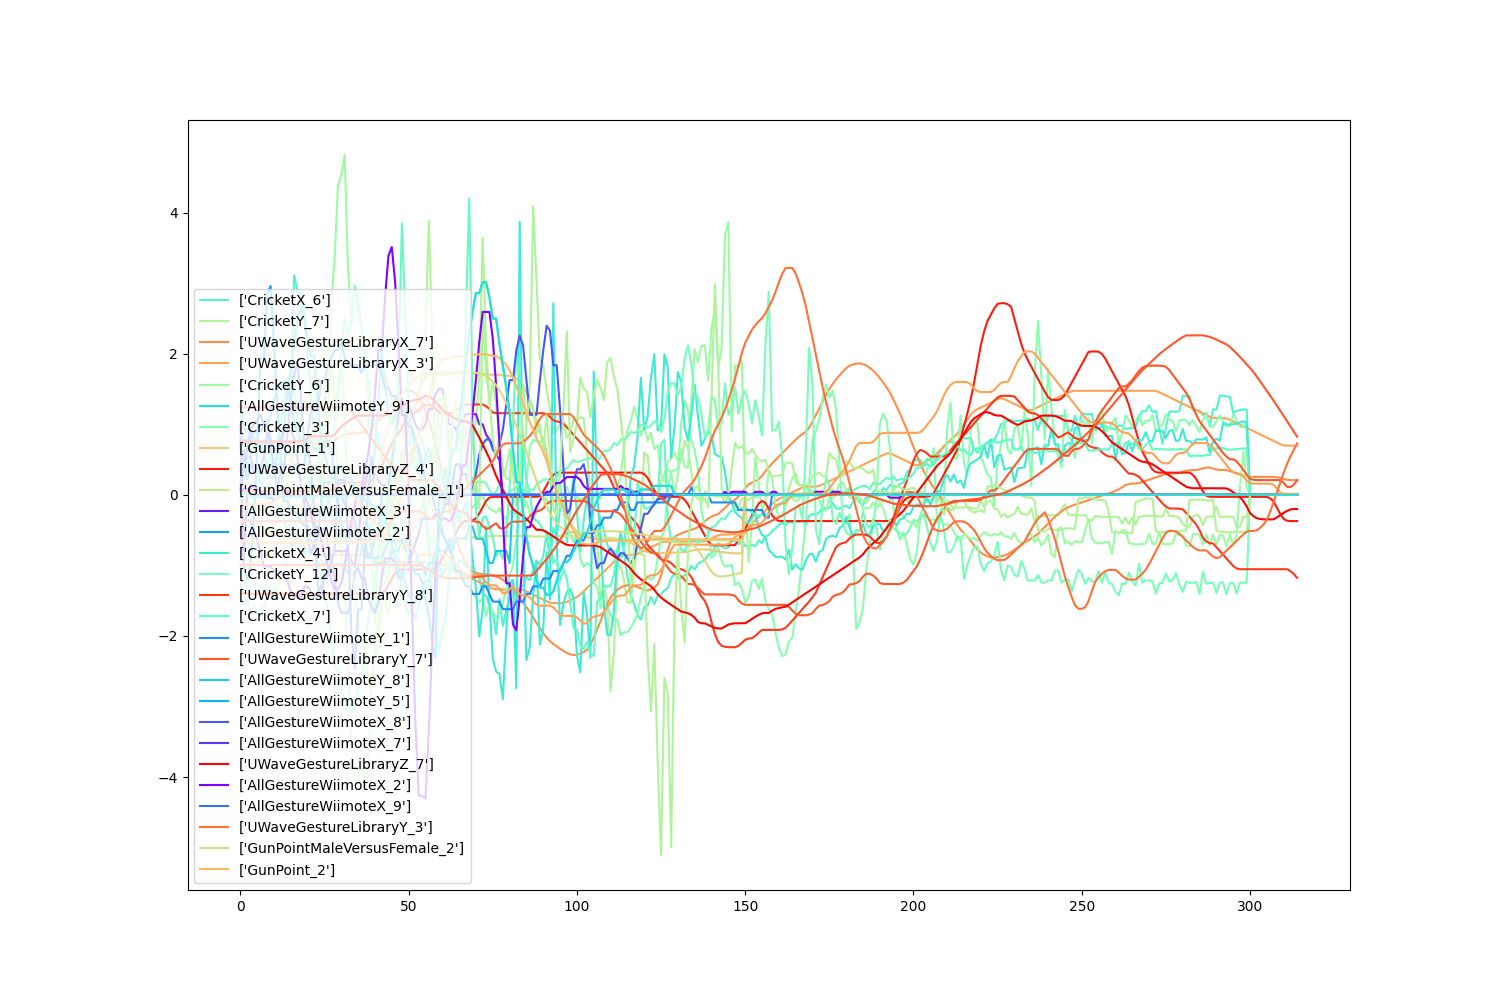 4
2
0
−2
−4
['CricketX_6']
['CricketY_7']
['UWaveGestureLibraryX_7']
['UWaveGestureLibraryX_3']
['CricketY_6']
['AllGestureWiimoteY_9']
['CricketY_3']
['GunPoint_1']
['UWaveGestureLibraryZ_4']
['GunPointMaleVersusFemale_1']
['AllGestureWiimoteX_3']
['AllGestureWiimoteY_2']
['CricketX_4']
['CricketY_12']
['UWaveGestureLibraryY_8']
['CricketX_7']
['AllGestureWiimoteY_1']
['UWaveGestureLibraryY_7']
['AllGestureWiimoteY_8']
['AllGestureWiimoteY_5']
['AllGestureWiimoteX_8']
['AllGestureWiimoteX_7']
['UWaveGestureLibraryZ_7']
['AllGestureWiimoteX_2']
['AllGestureWiimoteX_9']
['UWaveGestureLibraryY_3']
['GunPointMaleVersusFemale_2']
['GunPoint_2']
0 50 100 150 200 250 300